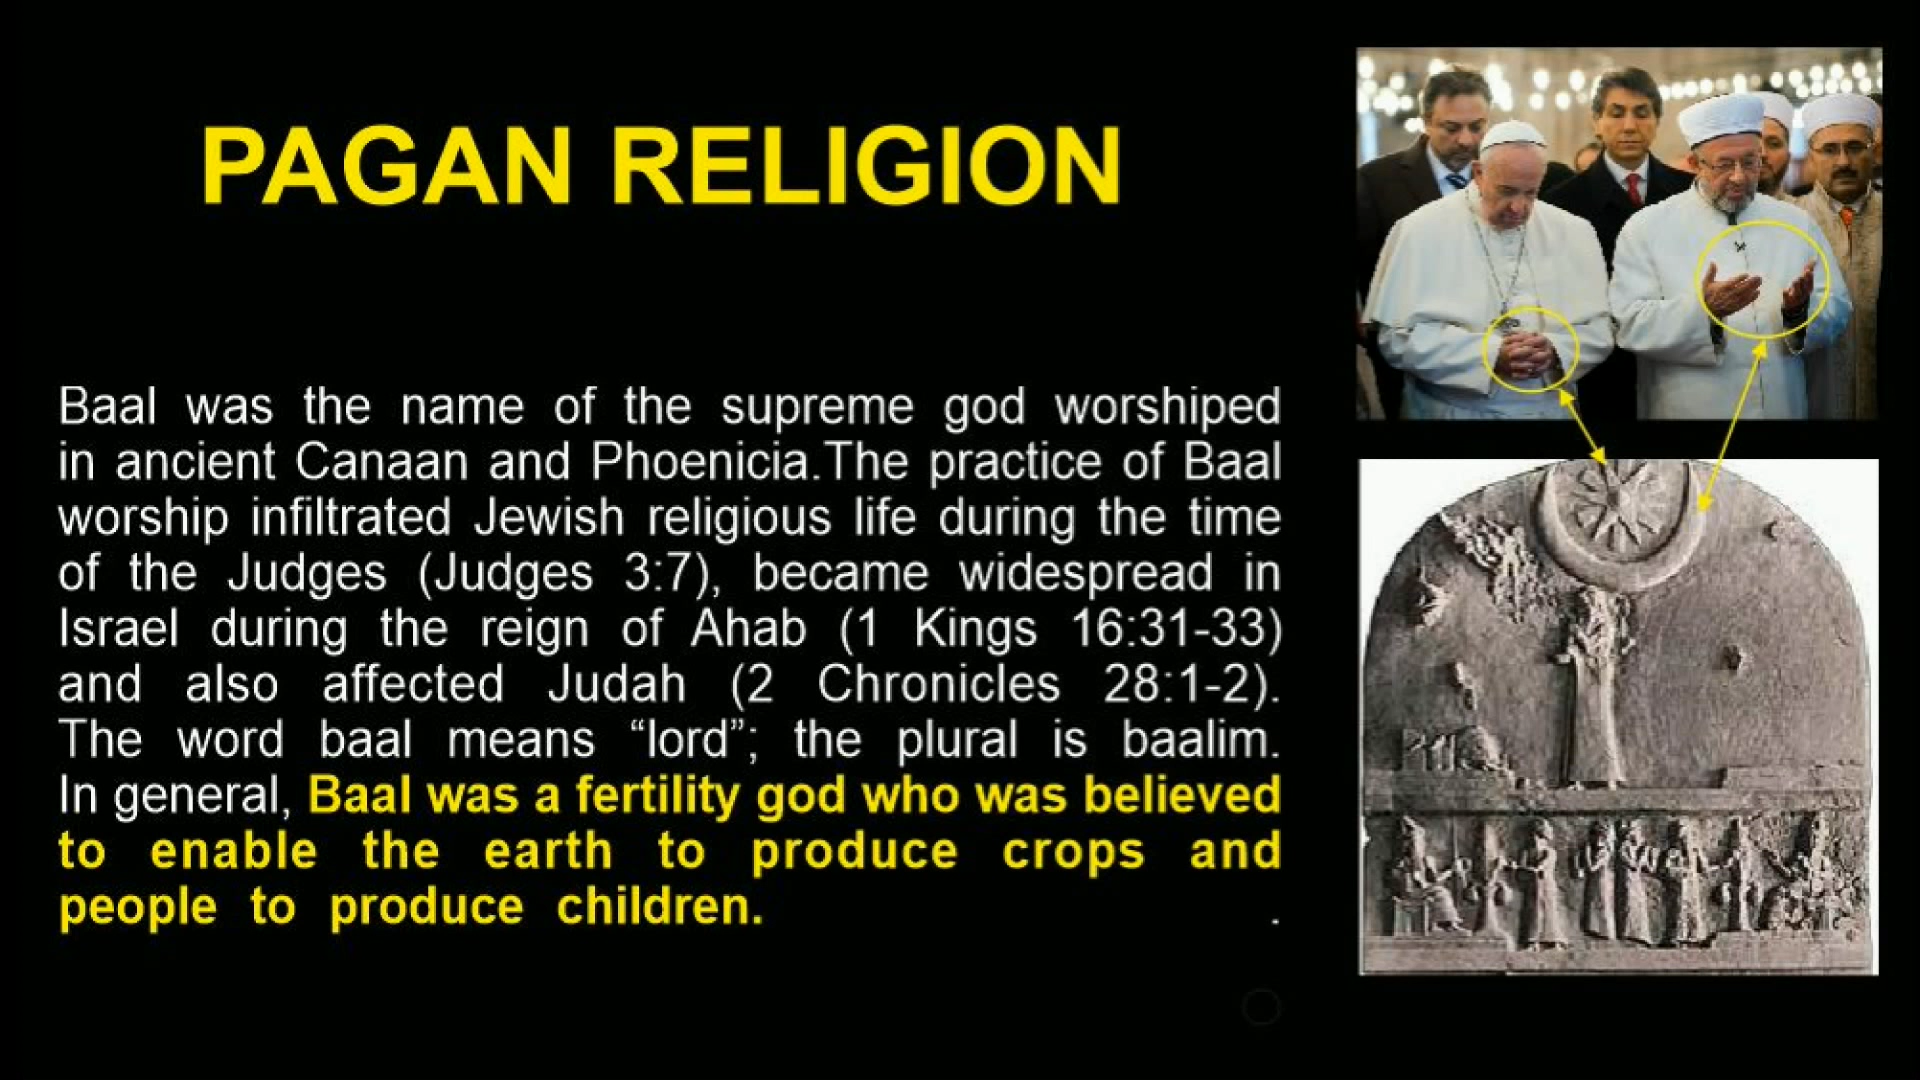 PAGAN RELIGION
Baal was the name of the supreme god worshiped
in ancient Canaan and Phoenicia.The practice of Baal
worship infiltrated Jewish religious life during the time
of the Judges (Judges 3:7), became widespread in
Israel during the reign of Ahab (1 Kings 16:31-33)
and also affected Judah (2 Chronicles 28:1-2).
The word baal means “lord”; the plural is baalim.
In general, Baal was a fertility god who was believed
to enable the earth to produce crops and
people to produce children. .